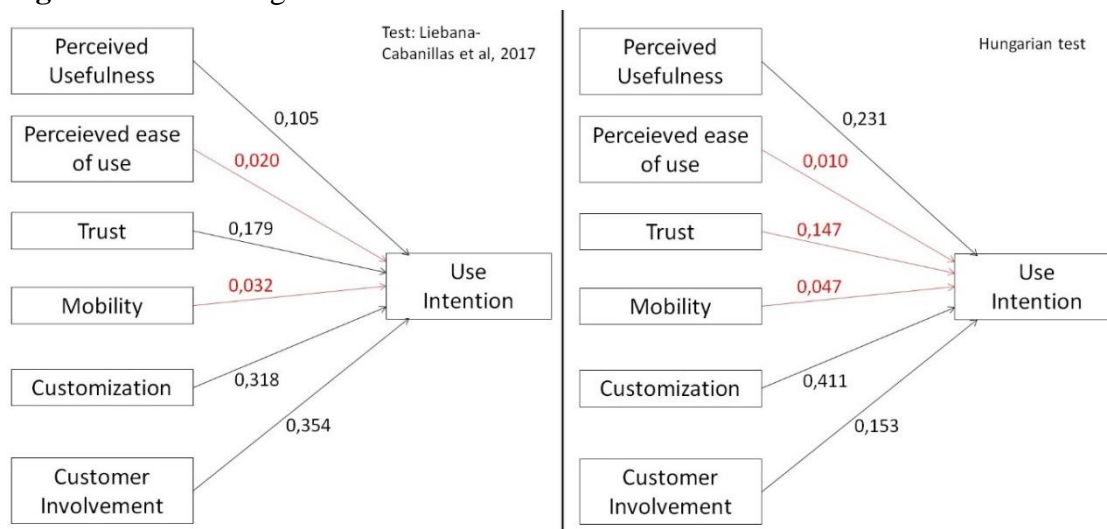 Test: Liebana-
Cabanillas et al, 2017
Perceived
Usefulness
0,105
Perceieved ease
of use
0,020
Trust
0,179
Mobility
0,032
Use
Intention
Customization
0,318
0,354
Customer
Involvement
Hungarian test
Perceived
Usefulness
0,231
Perceieved ease
of use
0,010
Trust
0,147
Mobility
0,047
Use
Intention
Customization
0,411
0,153
Customer
Involvement